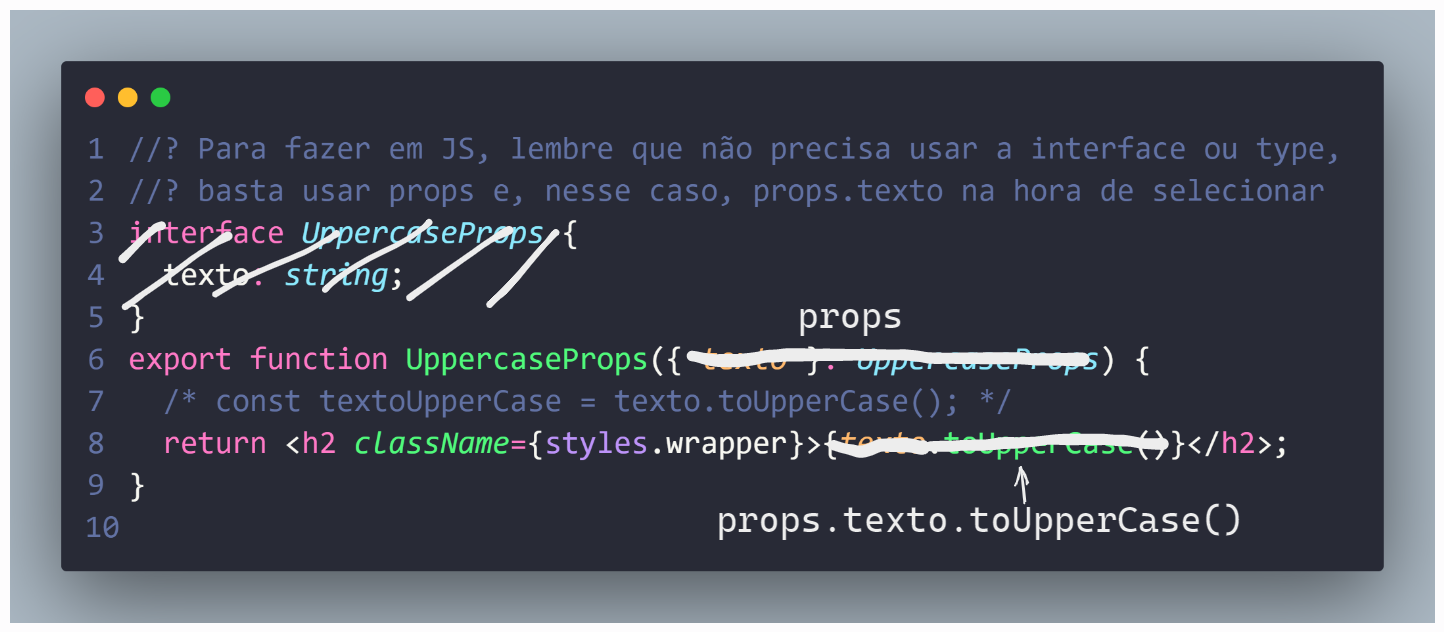 1 //? Para fazer em JS, lembre que não precisa usar a interface ou type,
2 //? basta usar props e, nesse caso, props.texto na hora de selecionar
3 interface UppercaseProps {
4   texto: string;
5 }
props
6 export function UppercaseProps({ texto }: UppercaseProps) {
7   /* const textoUpperCase = texto.toUpperCase(); */
8   return <h2 className={styles.wrapper}>{texto.toUpperCase()}</h2>;
9 }
props.texto.toUpperCase()
10